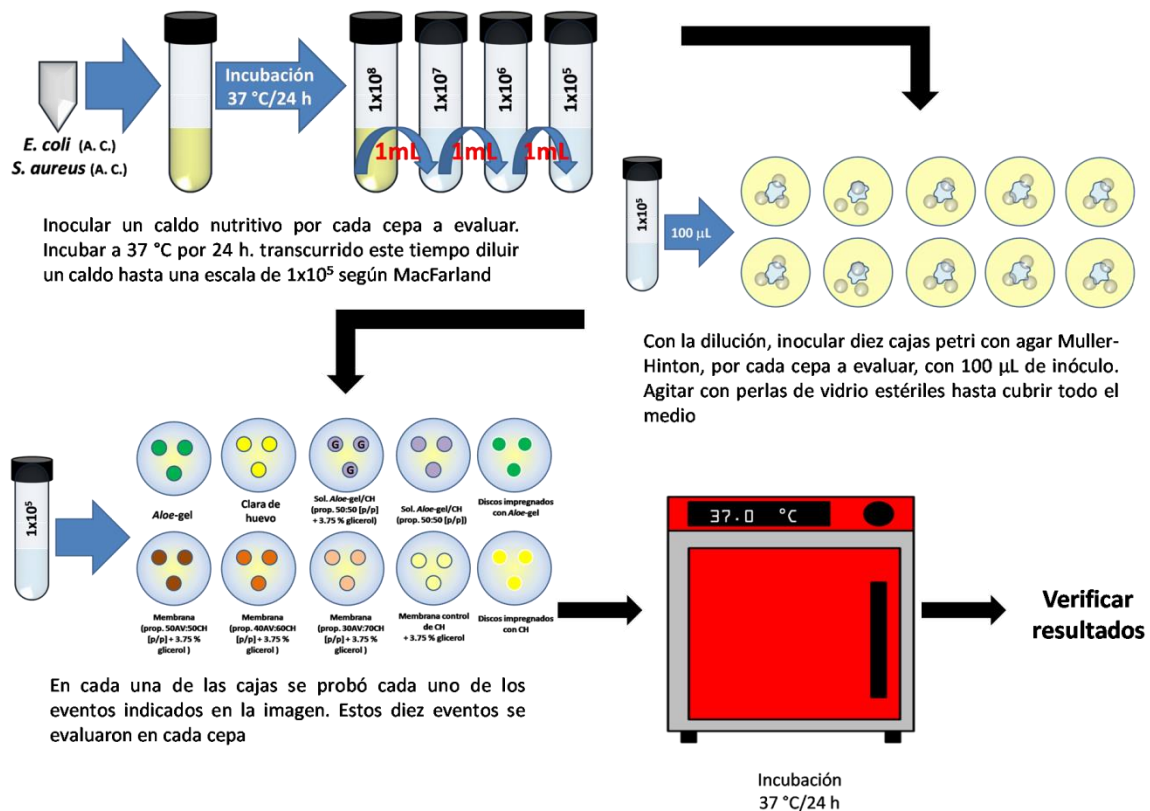 E. coli (A. C.)
S. aureus (A. C.)
Incubación
37 °C/24 h
1x10⁸
1x10⁷
1x10⁶
1x10⁵
1mL
1mL
1mL
Inocular un caldo nutritivo por cada cepa a evaluar.
Incubar a 37 °C por 24 h. transcurrido este tiempo diluir
un caldo hasta una escala de 1x10⁵ según MacFarland
1x10⁵
100 µL
Con la dilución, inocular diez cajas petri con agar Muller-
Hinton, por cada cepa a evaluar, con 100 µL de inóculo.
Agitar con perlas de vidrio estériles hasta cubrir todo el
medio
1x10⁵
Aloe-gel
Clara de
huevo
G
G
G
Sol. Aloe-gel/CH
(prop. 50:50 [p/p]
+ 3.75 % glicerol)
Sol. Aloe-gel/CH
(prop. 50:50 [p/p])
Discos impregnados
con Aloe-gel
Membrana
(prop. 50AV:50CH
[p/p] + 3.75 %
glicerol )
Membrana
(prop. 40AV:60CH
[p/p] + 3.75 %
glicerol )
Membrana
(prop. 30AV:70CH
[p/p] + 3.75 %
glicerol )
Membrana control
de CH
+ 3.75 % glicerol
Discos impregnados
con CH
En cada una de las cajas se probó cada uno de los
eventos indicados en la imagen. Estos diez eventos se
evaluaron en cada cepa
37.0 °C
Incubación
37 °C/24 h
Verificar
resultados